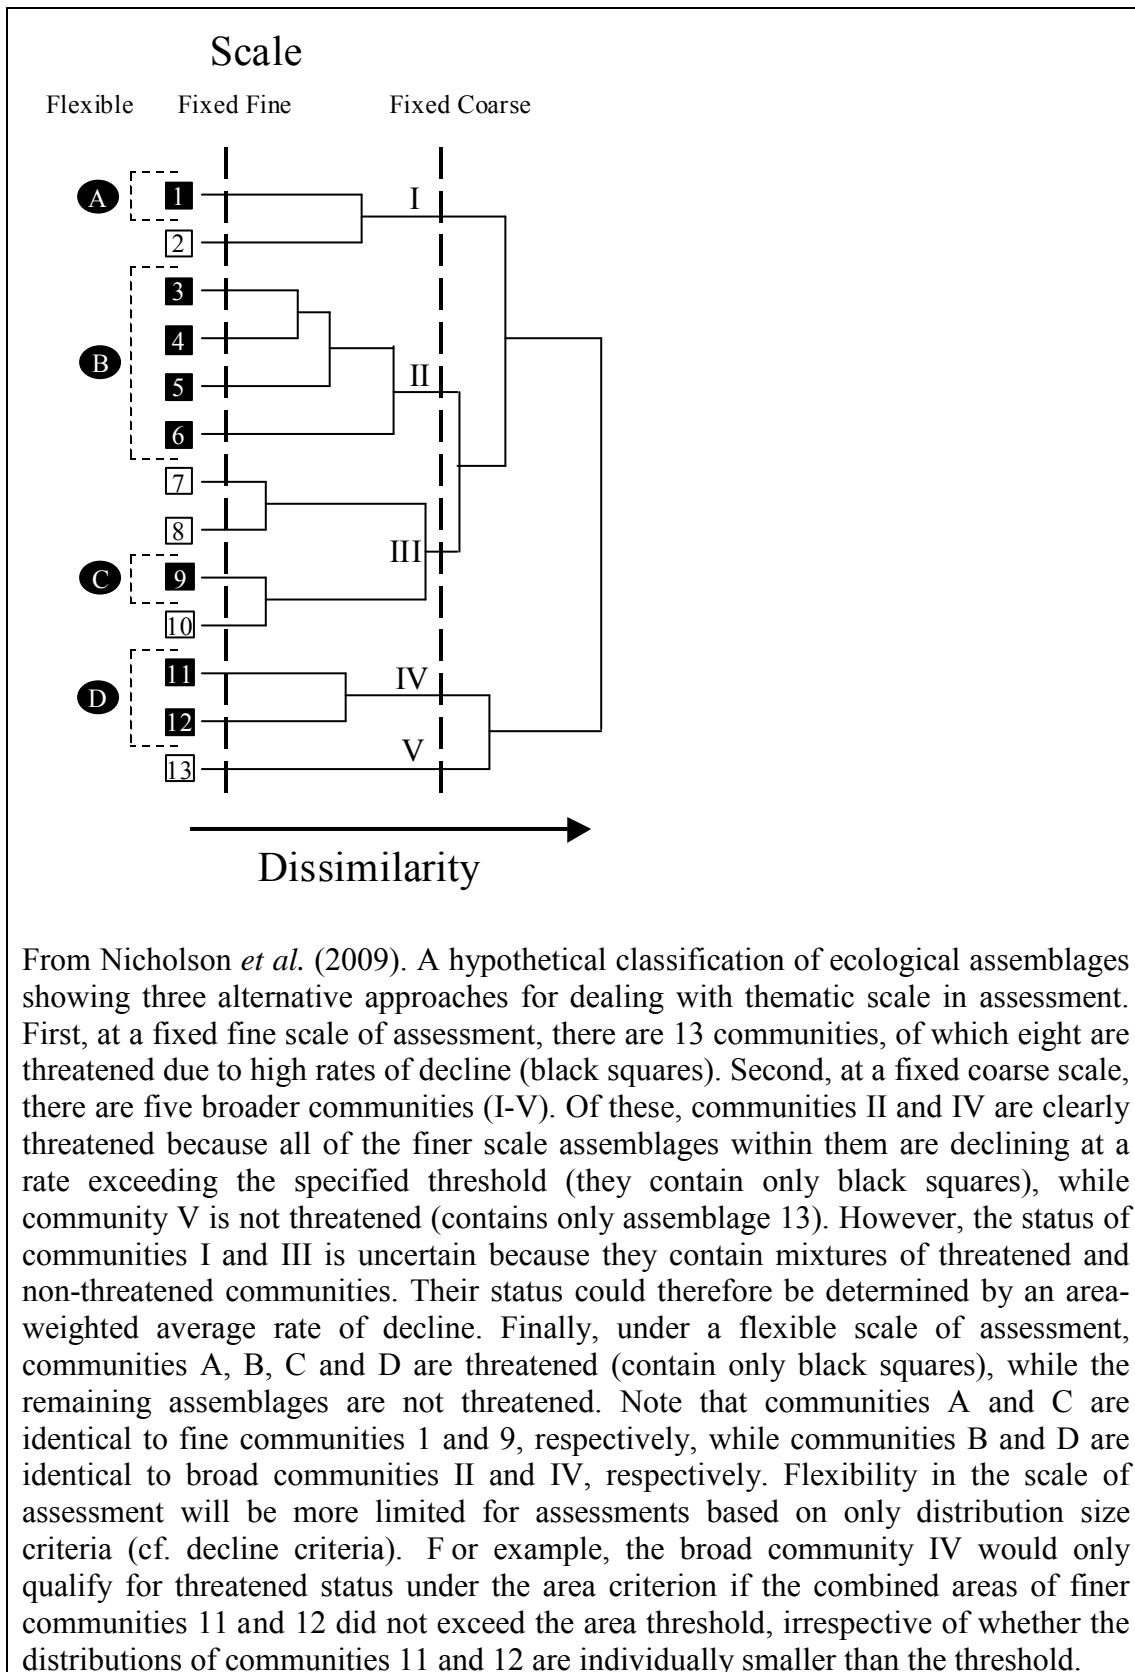 Scale
Flexible Fixed Fine Fixed Coarse
A 1 I
2
3
4
B
5 II
6
7
8
III
C 9
10
11 IV
D
12
V
13
Dissimilarity
From Nicholson et al. (2009). A hypothetical classification of ecological assemblages
showing three alternative approaches for dealing with thematic scale in assessment.
First, at a fixed fine scale of assessment, there are 13 communities, of which eight are
threatened due to high rates of decline (black squares). Second, at a fixed coarse scale,
there are five broader communities (I-V). Of these, communities II and IV are clearly
threatened because all of the finer scale assemblages within them are declining at a
rate exceeding the specified threshold (they contain only black squares), while
community V is not threatened (contains only assemblage 13). However, the status of
communities I and III is uncertain because they contain mixtures of threatened and
non-threatened communities. Their status could therefore be determined by an area-
weighted average rate of decline. Finally, under a flexible scale of assessment,
communities A, B, C and D are threatened (contain only black squares), while the
remaining assemblages are not threatened. Note that communities A and C are
identical to fine communities 1 and 9, respectively, while communities B and D are
identical to broad communities II and IV, respectively. Flexibility in the scale of
assessment will be more limited for assessments based on only distribution size
criteria (cf. decline criteria). F or example, the broad community IV would only
qualify for threatened status under the area criterion if the combined areas of finer
communities 11 and 12 did not exceed the area threshold, irrespective of whether the
distributions of communities 11 and 12 are individually smaller than the threshold.